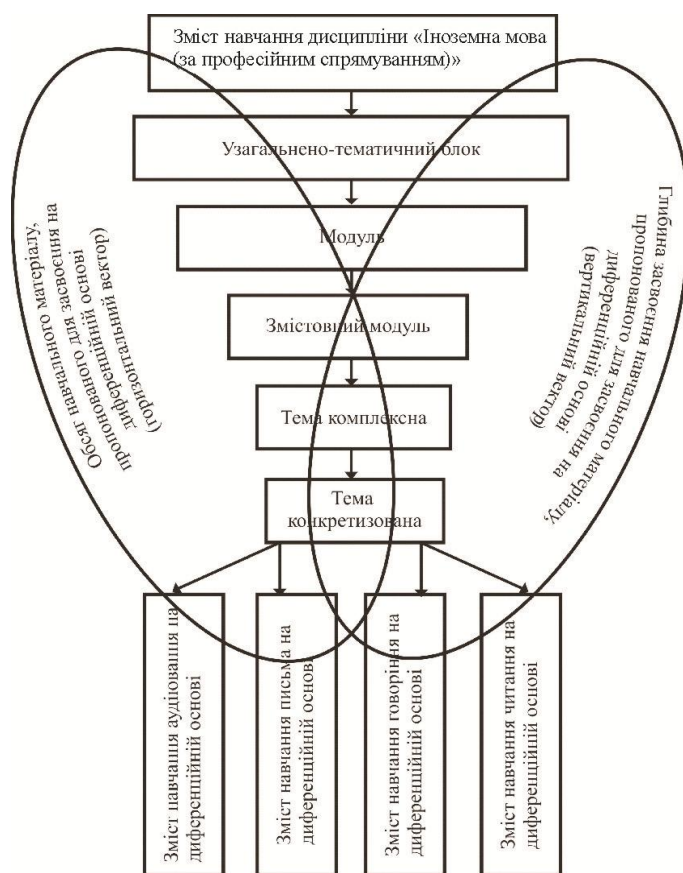 Зміст навчання дисципліни «Іноземна мова
(за професійним спрямуванням)»
Узагальнено-тематичний блок
Модуль
Змістовний модуль
Тема комплексна
Тема
конкретизована
Обсяг навчального матеріалу,
пропонованого для засвоєння на
диференційній основі
(горизонтальний вектор)
Глибина засвоєння навчального матеріалу,
пропонованого для засвоєння на
диференційній основі
(вертикальний вектор)
Зміст навчання аудіювання на
диференційній основі
Зміст навчання письма на
диференційній основі
Зміст навчання говоріння на
диференційній основі
Зміст навчання читання на
диференційній основі